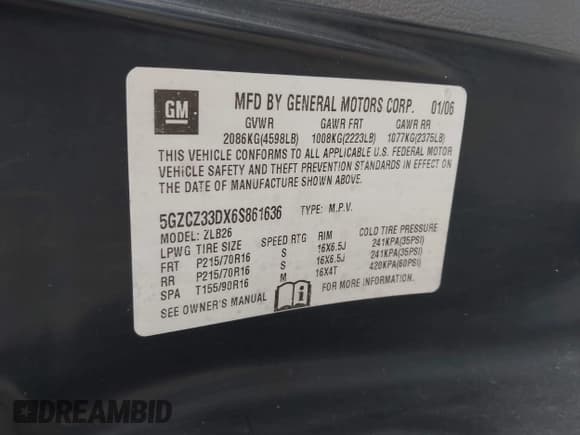 GM
MFD BY GENERAL MOTORS CORP. 01/06
GVWR GAWR FRT GAWR RR
2086KG(4598LB) 1008KG(2223LB) 1077KG(2375LB)
THIS VEHICLE CONFORMS TO ALL APPLICABLE U.S. FEDERAL MOTOR
VEHICLE SAFETY AND THEFT PREVENTION STANDARDS IN EFFECT ON
THE DATE OF MANUFACTURE SHOWN ABOVE.
5GZCZ33DX6S861636 TYPE: M.P.V.
MODEL: ZLB26
LPWG TIRE SIZE SPEED RTG RIM COLD TIRE PRESSURE
FRT P215/70R16 S 16X6.5J 241KPA(35PSI)
RR P215/70R16 S 16X6.5J 241KPA(35PSI)
SPA T155/90R16 M 16X4T 420KPA(60PSI)
SEE OWNER'S MANUAL FOR MORE INFORMATION.
DREAMBID